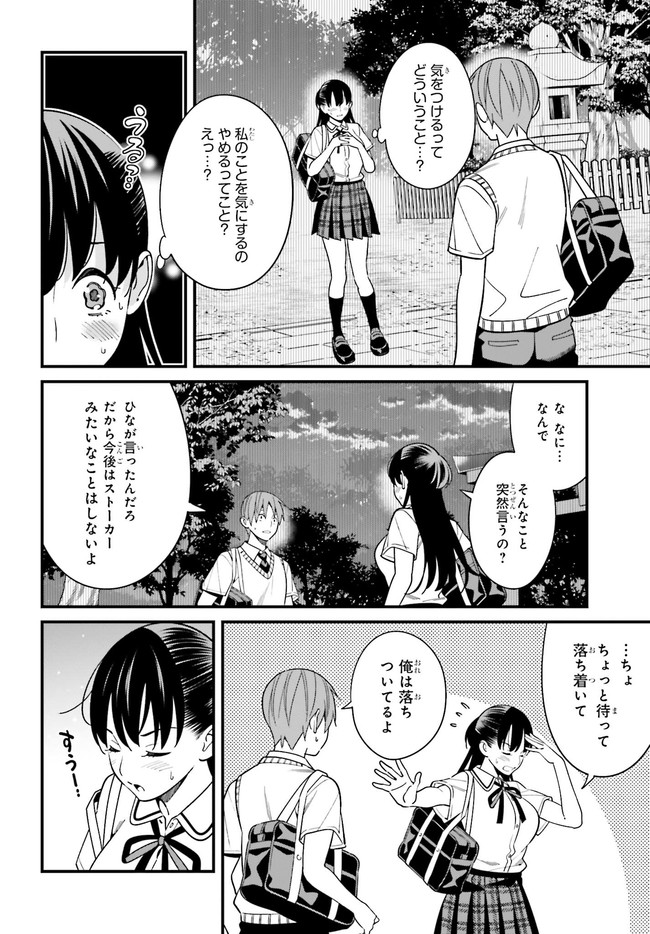 気をつけるって
どういうこと…?
私のことを気にするの
やめるってこと?
えっ…?
うるっ…
な なに…
なんで
そんなこと
突然言うの?
ひなが言ったんだろ
だから今後はストーカー
みたいなことはしないよ
…ちょ
ちょっと待って
落ち着いて
俺は落ち
ついてるよ
すぅー…